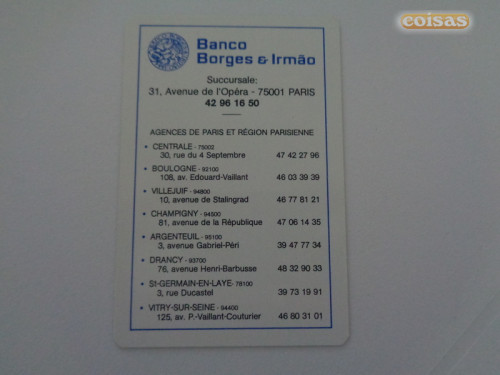 coisas
Banco
Borges & Irmão
Succursale:
31, Avenue de l'Opéra - 75001 PARIS
42 96 16 50
AGENCES DE PARIS ET RÉGION PARISIENNE
• CENTRALE - 75002
30, rue du 4 Septembre 47 42 27 96
• BOULOGNE - 92100
108, av. Edouard-Vaillant 46 03 39 39
• VILLEJUIF - 94800
10, avenue de Stalingrad 46 77 81 21
• CHAMPIGNY - 94500
81, avenue de la République 47 06 14 35
• ARGENTEUIL - 95100
3, avenue Gabriel-Péri 39 47 77 34
• DRANCY - 93700
76, avenue Henri-Barbusse 48 32 90 33
• St-GERMAIN-EN-LAYE - 78100
3, rue Ducastel 39 73 19 91
• VITRY-SUR-SEINE - 94400
125, av. P.-Vaillant-Couturier 46 80 31 01